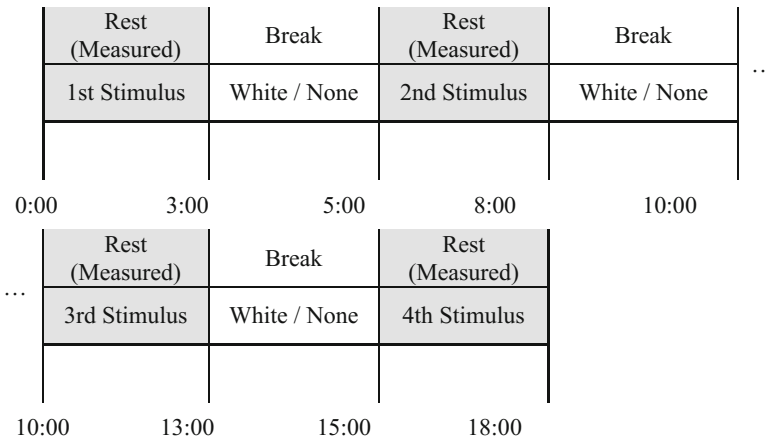 Rest Break Rest Break
(Measured) (Measured)
1st Stimulus White / None 2nd Stimulus White / None ...
0:00 3:00 5:00 8:00 10:00
Rest Break Rest
(Measured) (Measured)
... 3rd Stimulus White / None 4th Stimulus
10:00 13:00 15:00 18:00